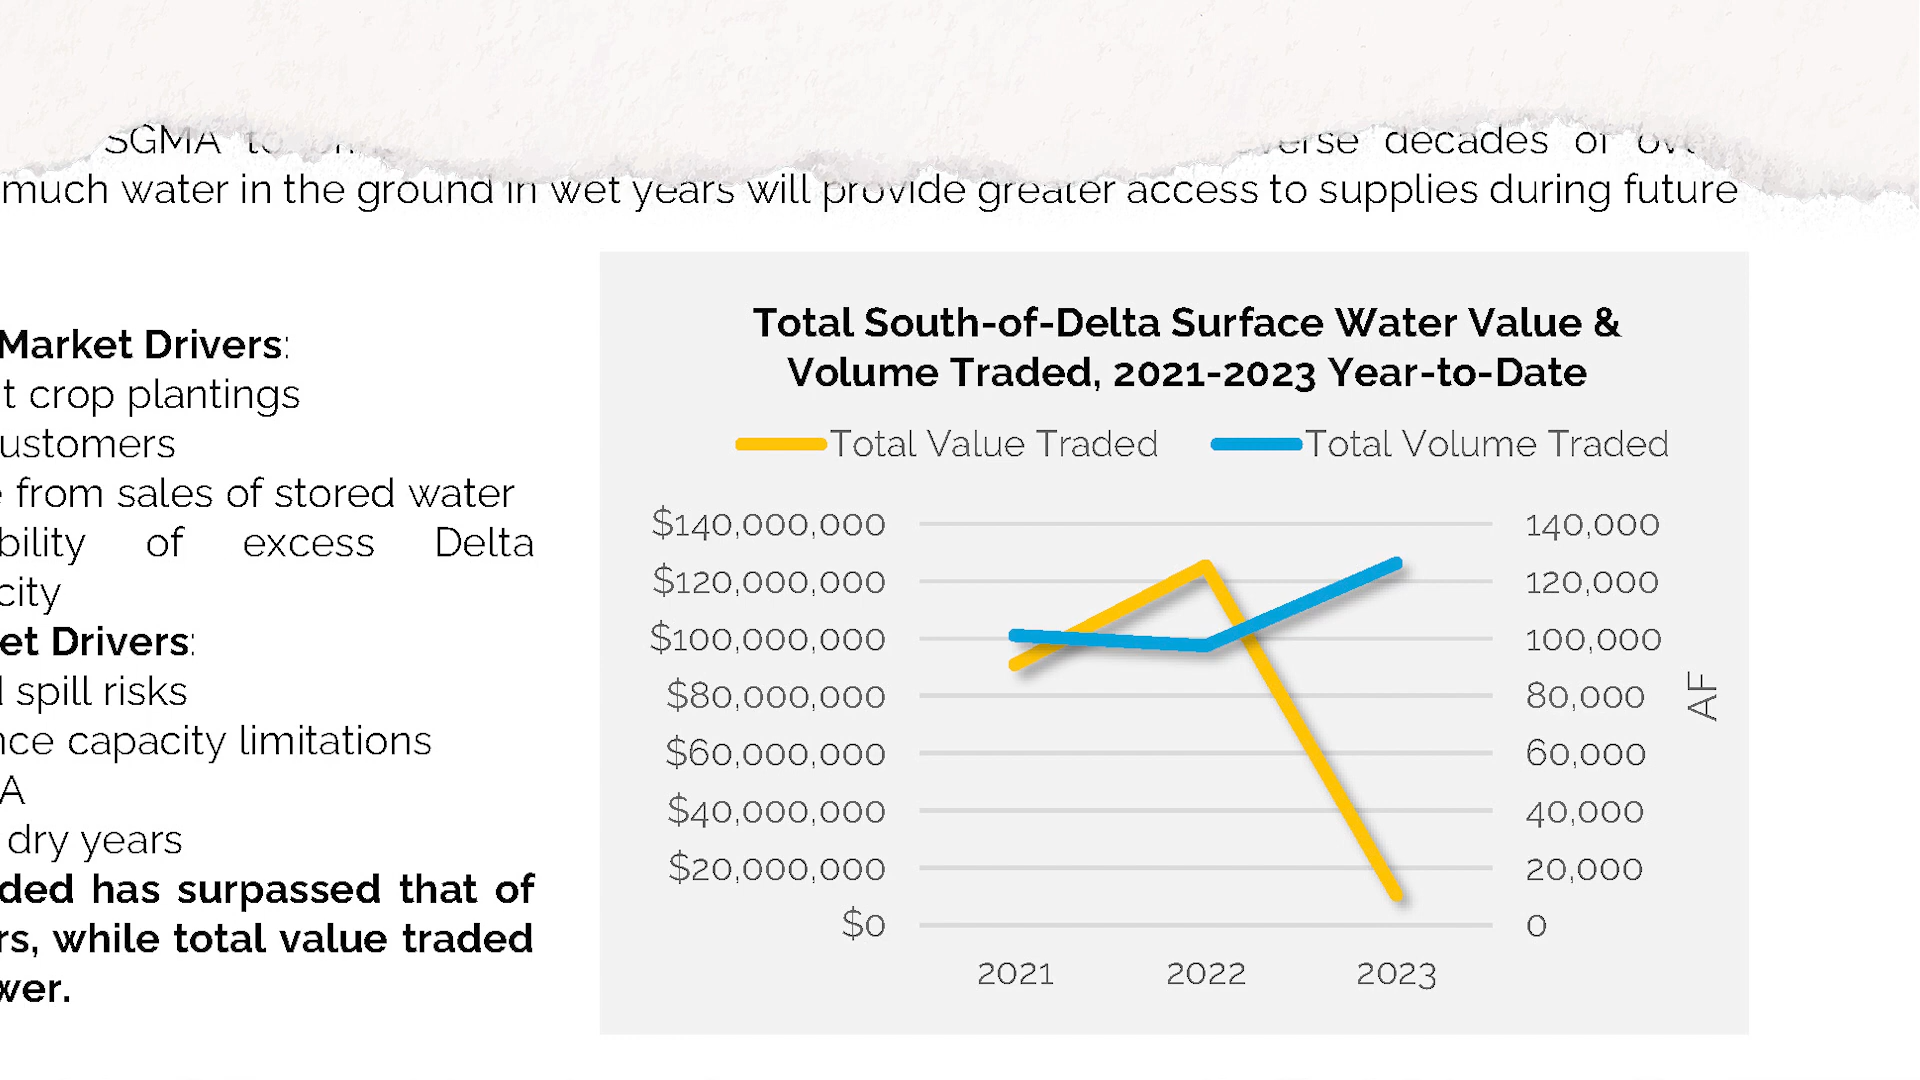 SGMA decades of
much water in the ground in wet years will provide greater access to supplies during future
Market Drivers:
t crop plantings
ustomers
e from sales of stored water
bility of excess Delta
city
et Drivers:
d spill risks
nce capacity limitations
A
dry years
ded has surpassed that of
rs, while total value traded
wer.
Total South-of-Delta Surface Water Value &
Volume Traded, 2021-2023 Year-to-Date
Total Value Traded Total Volume Traded
$140,000,000 140,000
$120,000,000 120,000
$100,000,000 100,000
$80,000,000 80,000
$60,000,000 60,000
$40,000,000 40,000
$20,000,000 20,000
$0 0
AF
2021 2022 2023